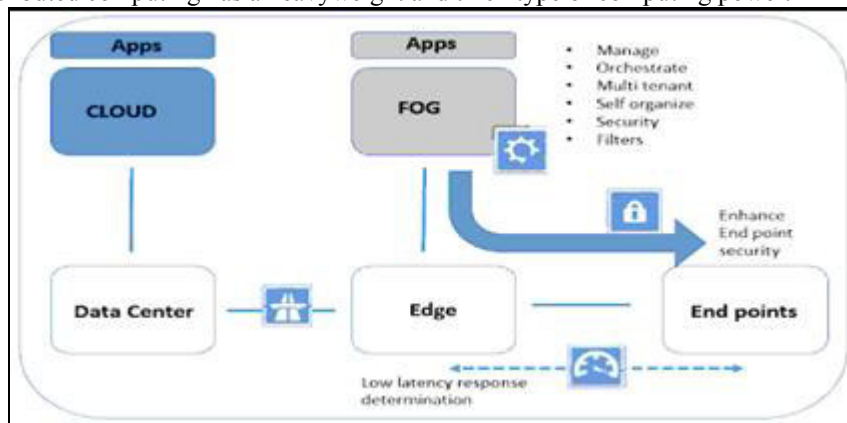 Apps
Apps
CLOUD
FOG
• Manage
• Orchestrate
• Multi tenant
• Self organize
• Security
• Filters
Enhance
End point
security
Data Center
Edge
End points
Low latency response
determination